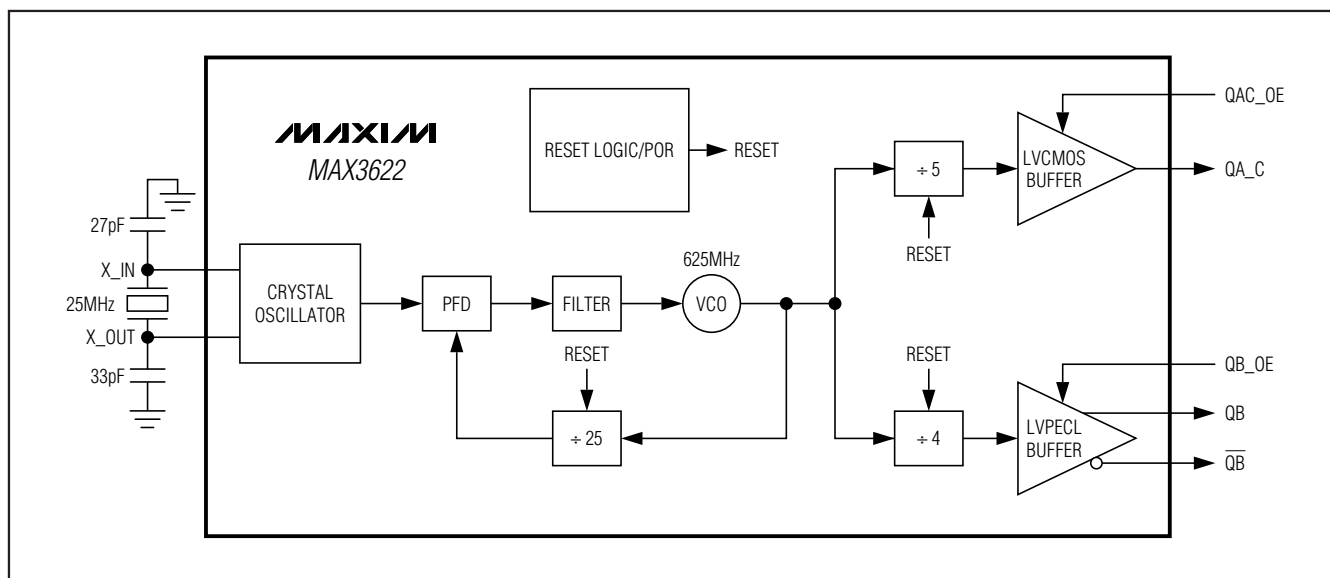 MAXIM
MAX3622
RESET LOGIC/POR
RESET
27pF
X_IN
25MHz
X_OUT
33pF
CRYSTAL
OSCILLATOR
PFD
FILTER
625MHz
VCO
RESET
÷ 25
÷ 5
RESET
LVCMOS
BUFFER
QAC_OE
QA_C
RESET
÷ 4
LVPECL
BUFFER
QB_OE
QB
Q̅B̅